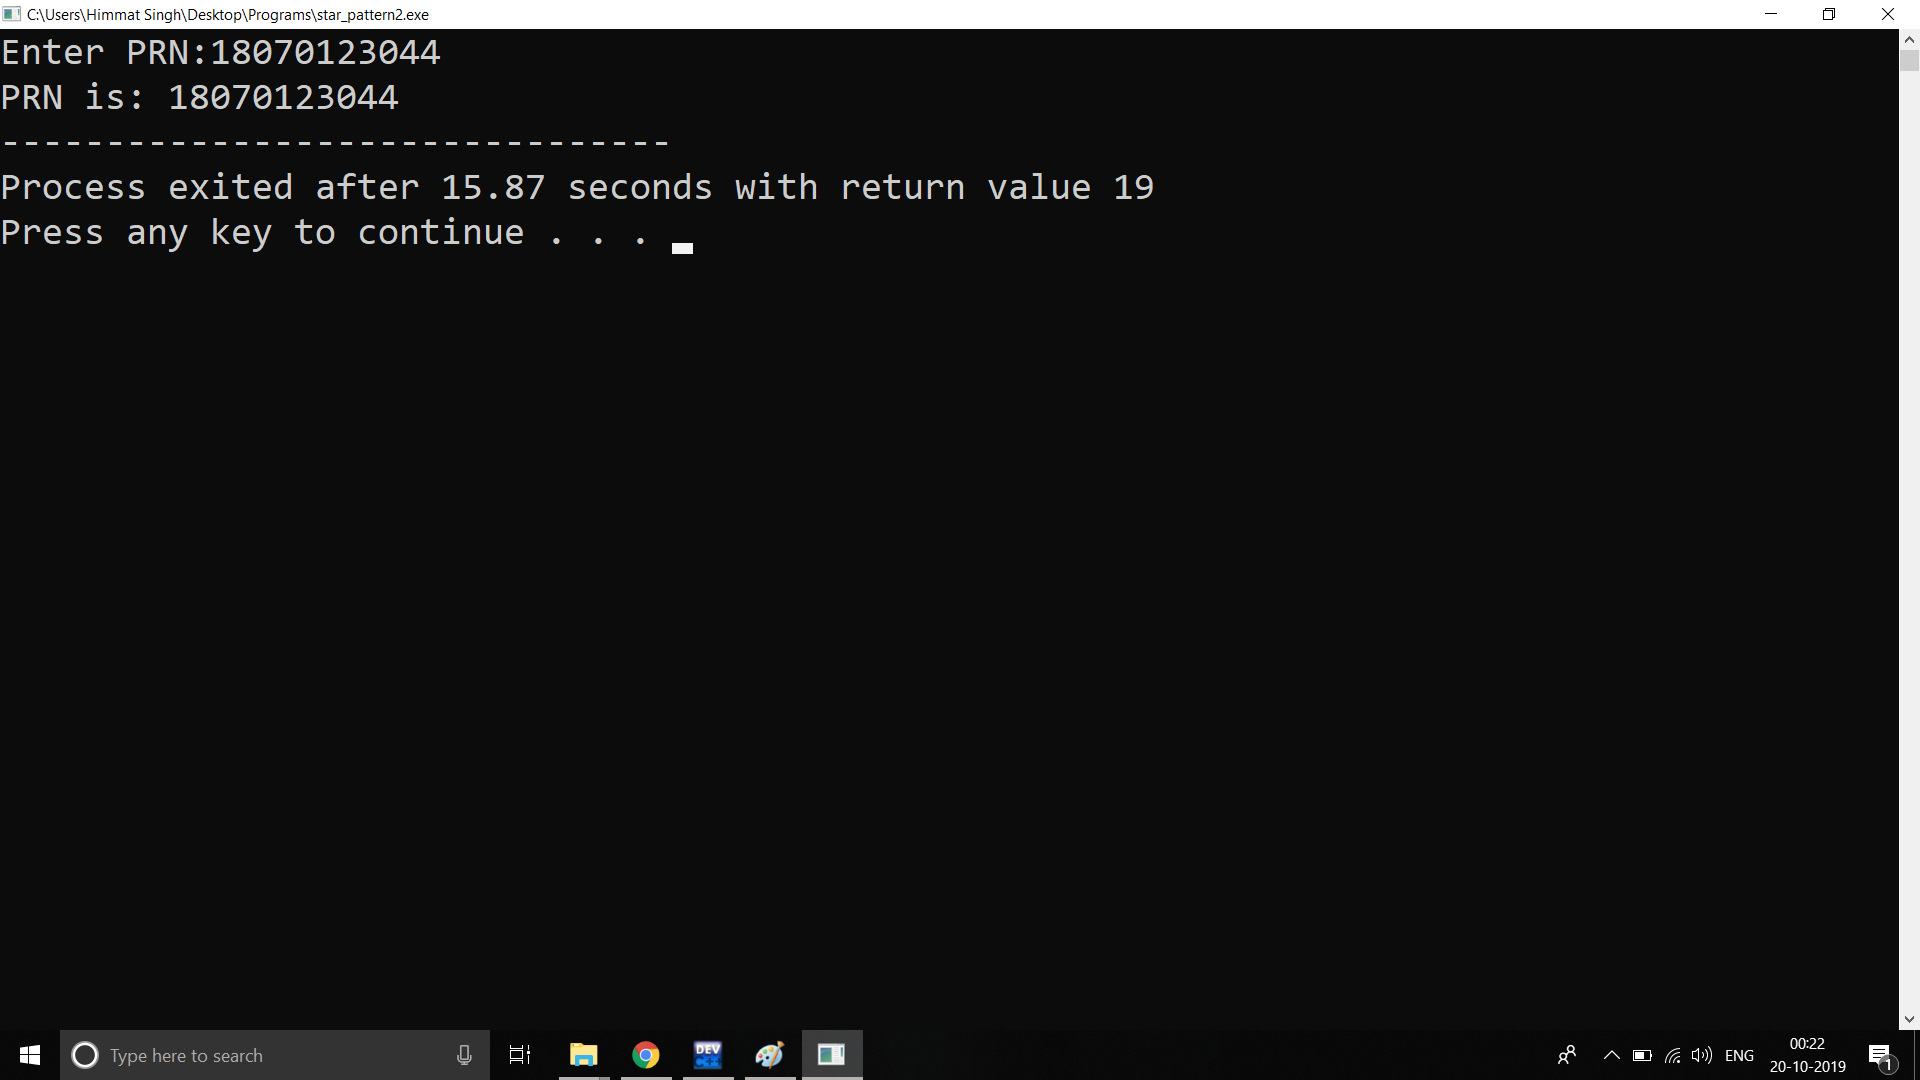 C:\Users\Himmat Singh\Desktop\Programs\star_pattern2.exe
Enter PRN:18070123044
PRN is: 18070123044
--------------------------------
Process exited after 15.87 seconds with return value 19
Press any key to continue . . .
Type here to search
DEV
C++
ENG
00:22
20-10-2019
1